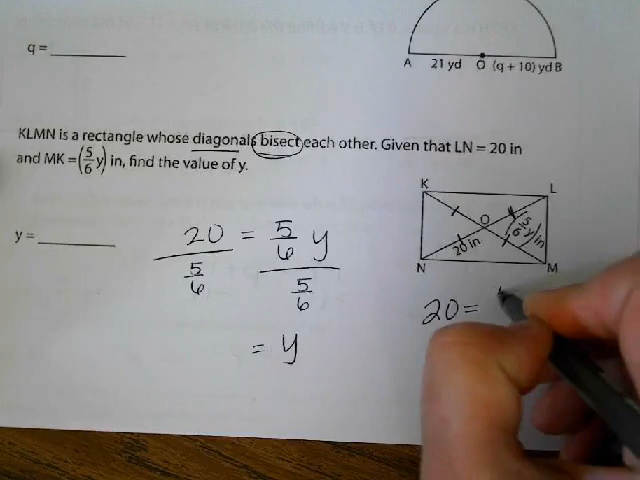 q = ________
A 21 yd Q (q + 10) yd B
KLMN is a rectangle whose diagonals bisect each other. Given that LN = 20 in
and MK = (5/6 y) in, find the value of y.
K L
O
(5/6 y) in
20 in
N M
y = ________
20 = 5/6 y
5/6 5/6
= y
20 =